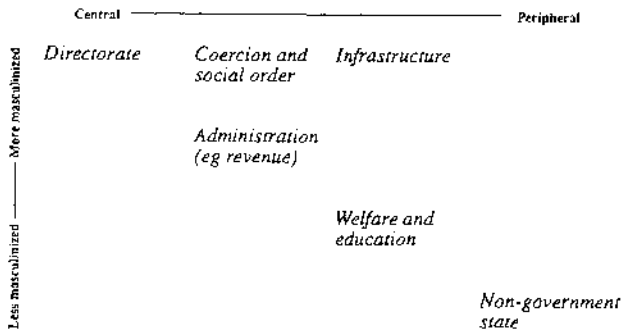 Central
Peripheral
More masculinized
Less masculinized
Directorate
Coercion and
social order
Infrastructure
Administration
(eg revenue)
Welfare and
education
Non-government
state